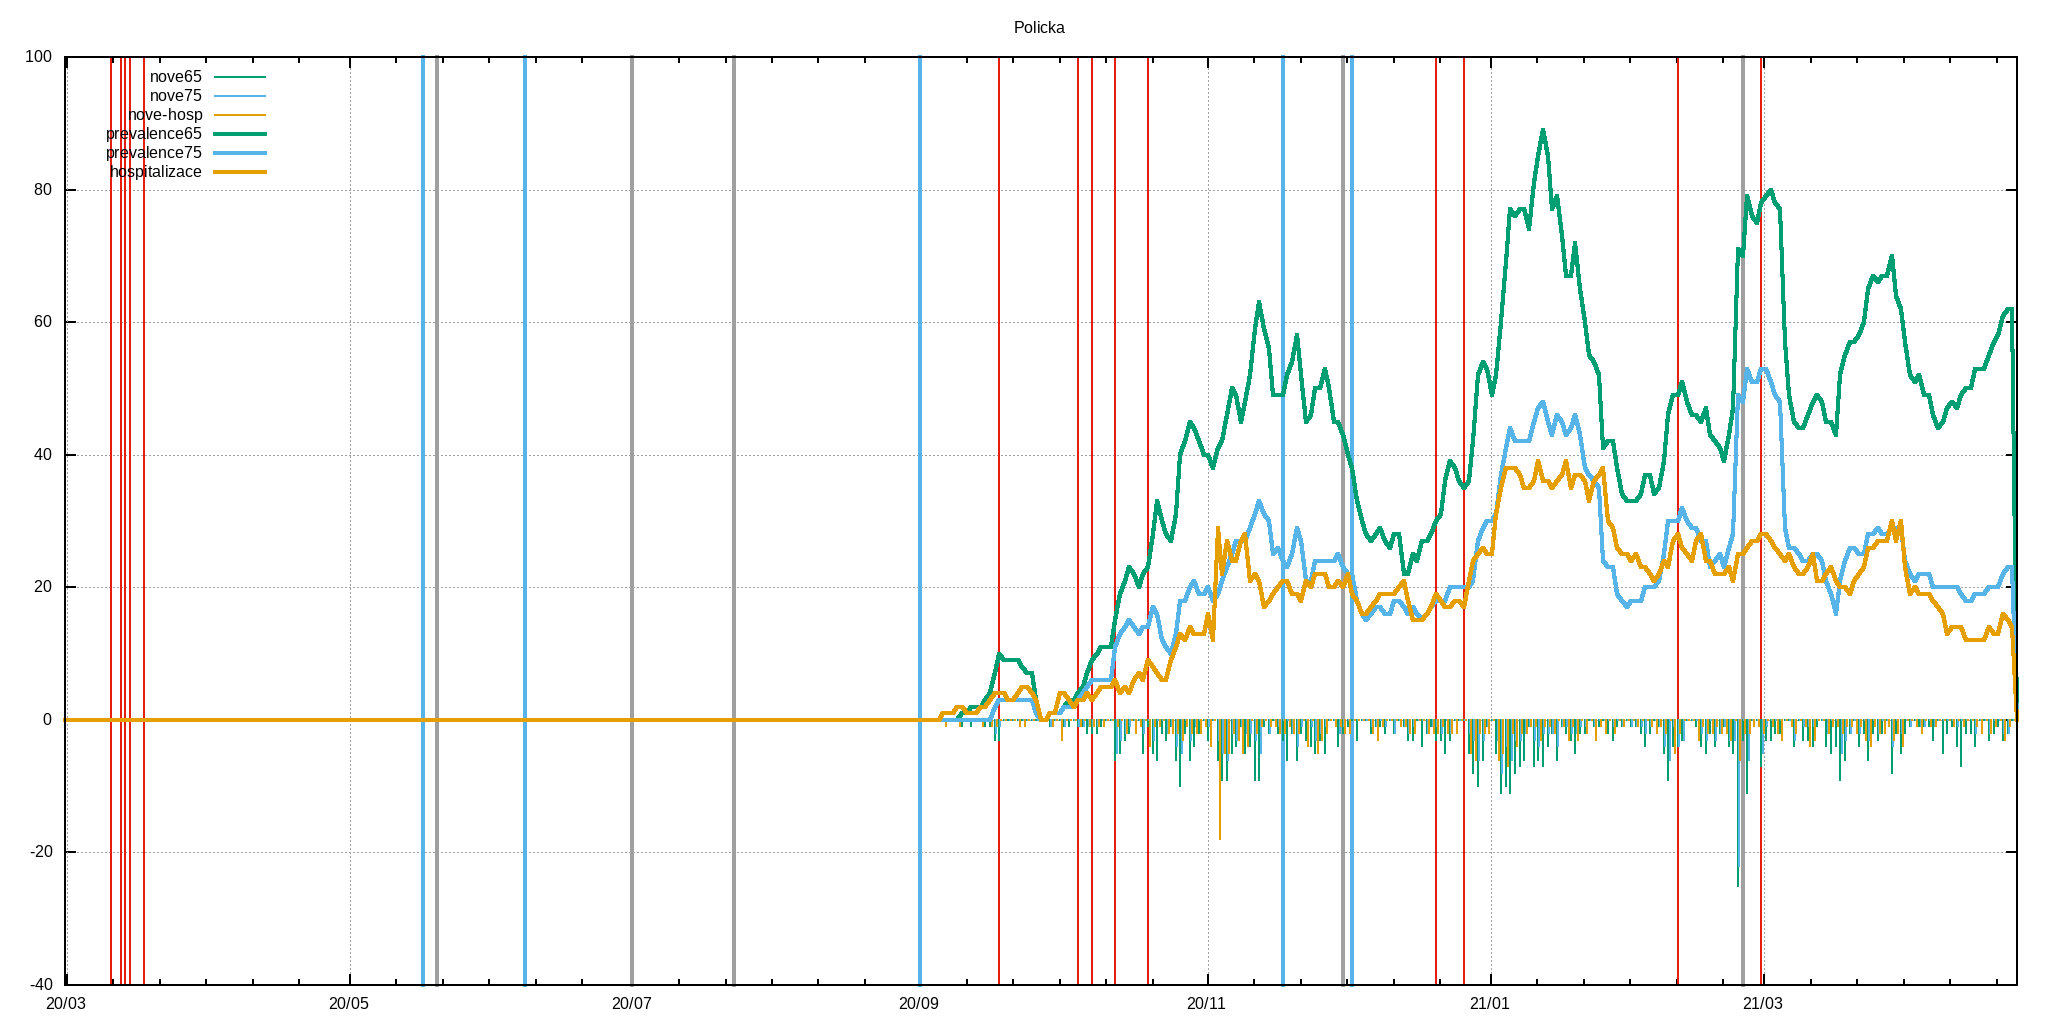 Policka
100
nove65
nove75
nove-hosp
prevalence65
prevalence75
hospitalizace
80
60
40
20
0
-20
-40
20/03 20/05 20/07 20/09 20/11 21/01 21/03